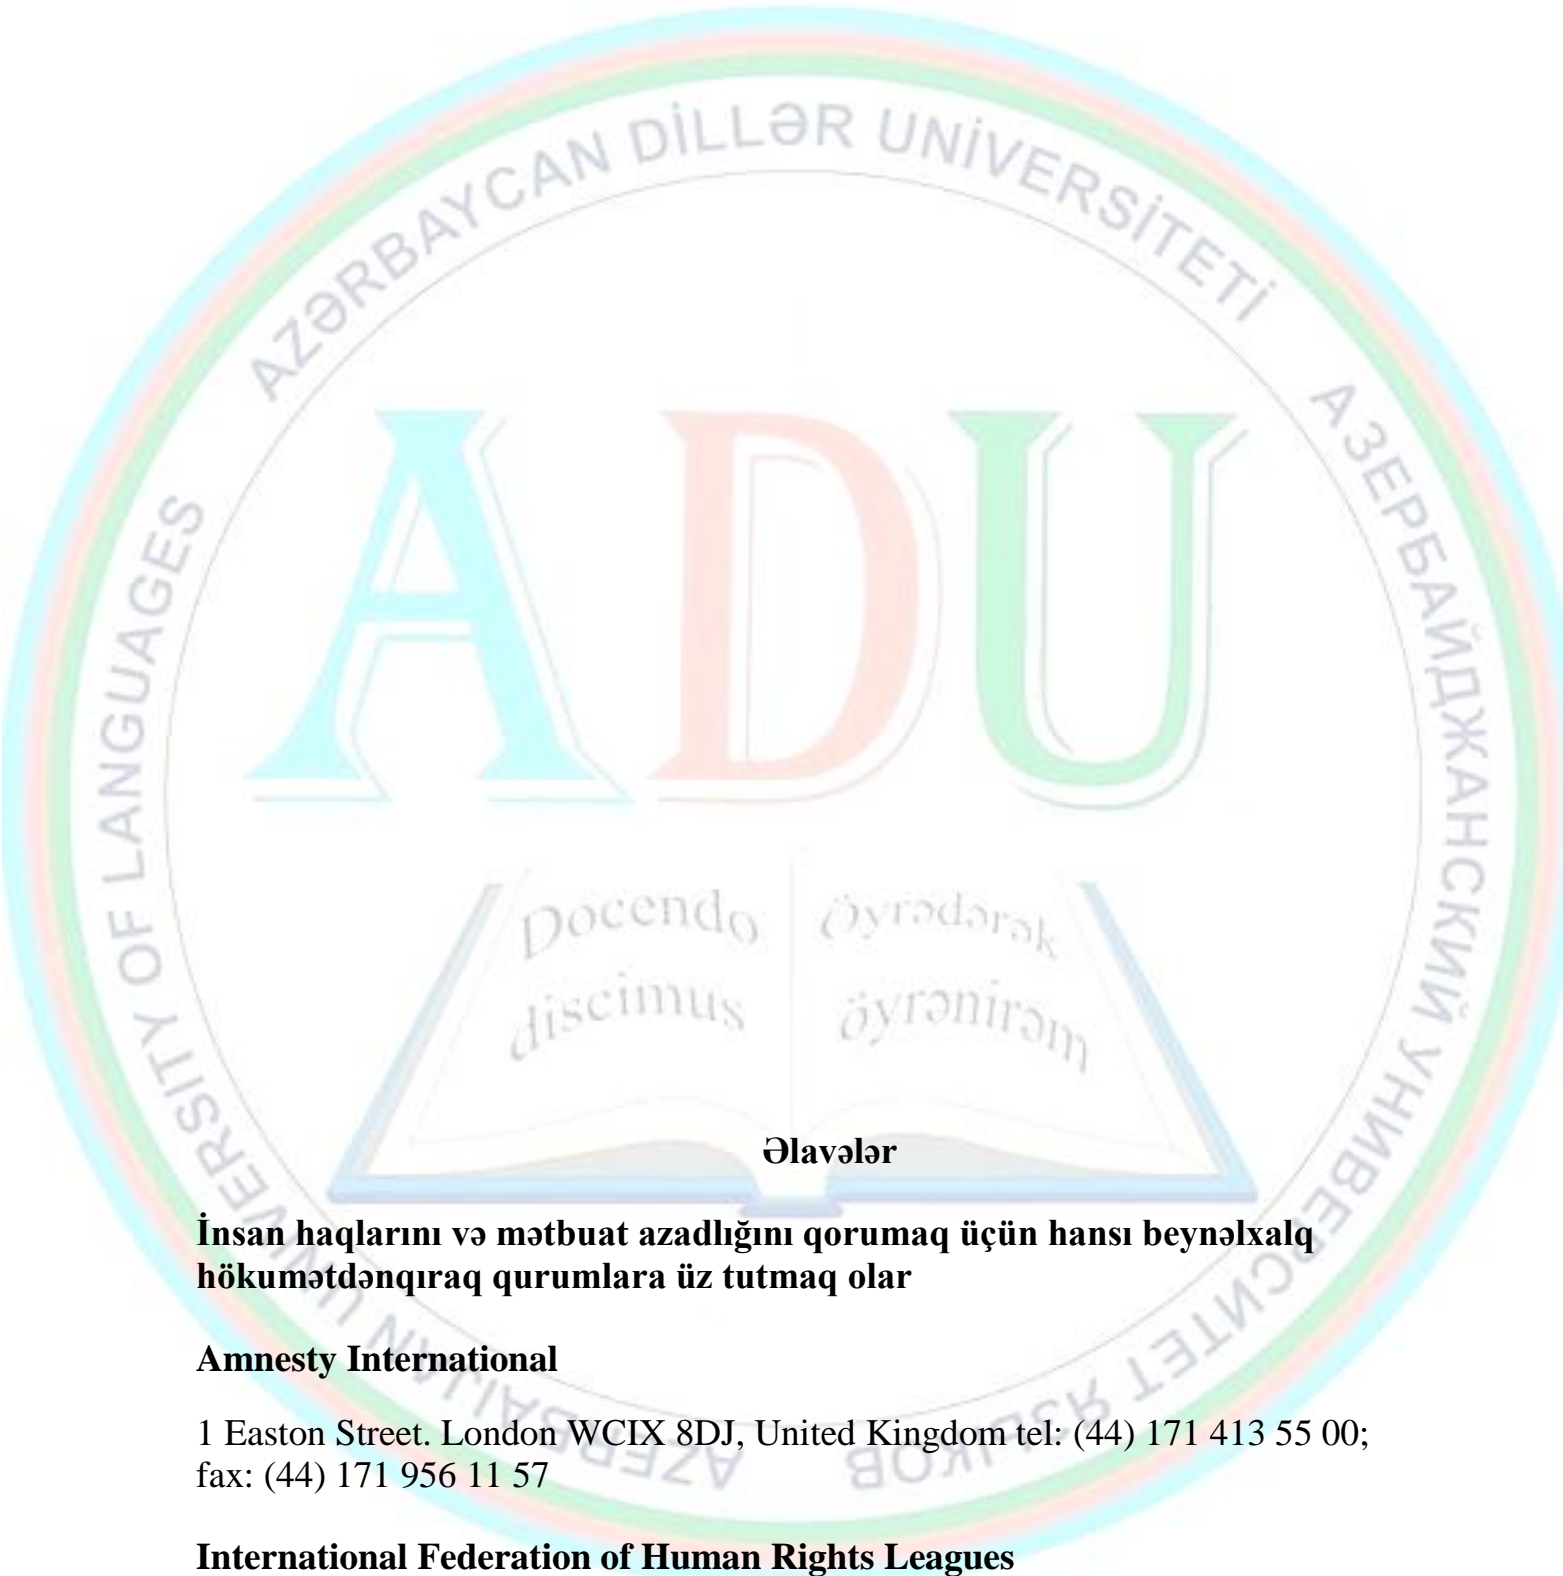 AZƏRBAYCAN DİLLƏR UNİVERSİTETİ
АЗЕРБАЙДЖАНСКИЙ УНИВЕРСИТЕТ ЯЗЫКОВ
AZERBAIJAN UNIVERSITY OF LANGUAGES
ADU
Docendo
discimus
Öyrədərək
öyrənirəm
Əlavələr
İnsan haqlarını və mətbuat azadlığını qorumaq üçün hansı beynəlxalq
hökumətdənqıraq qurumlara üz tutmaq olar
Amnesty International
1 Easton Street. London WCIX 8DJ, United Kingdom tel: (44) 171 413 55 00;
fax: (44) 171 956 11 57
International Federation of Human Rights Leagues